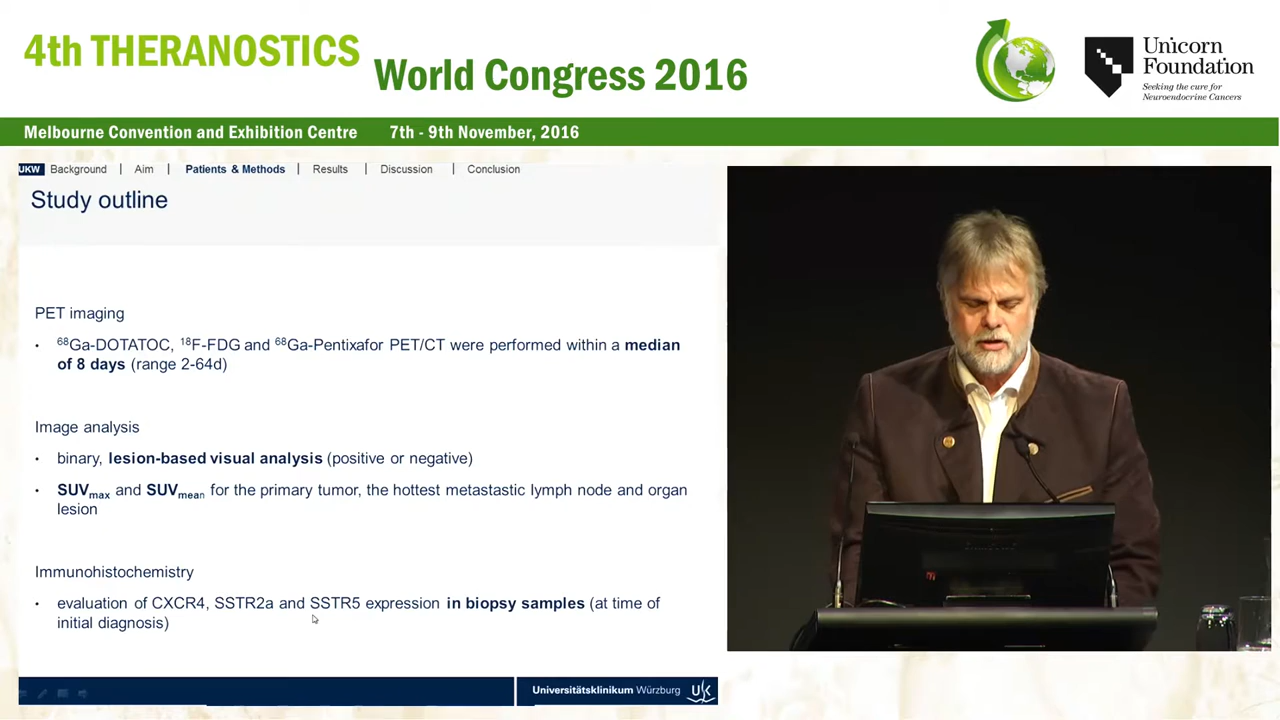 4th THERANOSTICS
World Congress 2016
Unicorn
Foundation
Seeking the cure for
Neuroendocrine Cancers
Melbourne Convention and Exhibition Centre 7th - 9th November, 2016
UKW Background | Aim | Patients & Methods | Results | Discussion | Conclusion
Study outline
PET imaging
• ⁶⁸Ga-DOTATOC, ¹⁸F-FDG and ⁶⁸Ga-Pentixafor PET/CT were performed within a median
of 8 days (range 2-64d)
Image analysis
• binary, lesion-based visual analysis (positive or negative)
• SUVmax and SUVmean for the primary tumor, the hottest metastastic lymph node and organ
lesion
Immunohistochemistry
• evaluation of CXCR4, SSTR2a and SSTR5 expression in biopsy samples (at time of
initial diagnosis)
Universitätsklinikum Würzburg UK